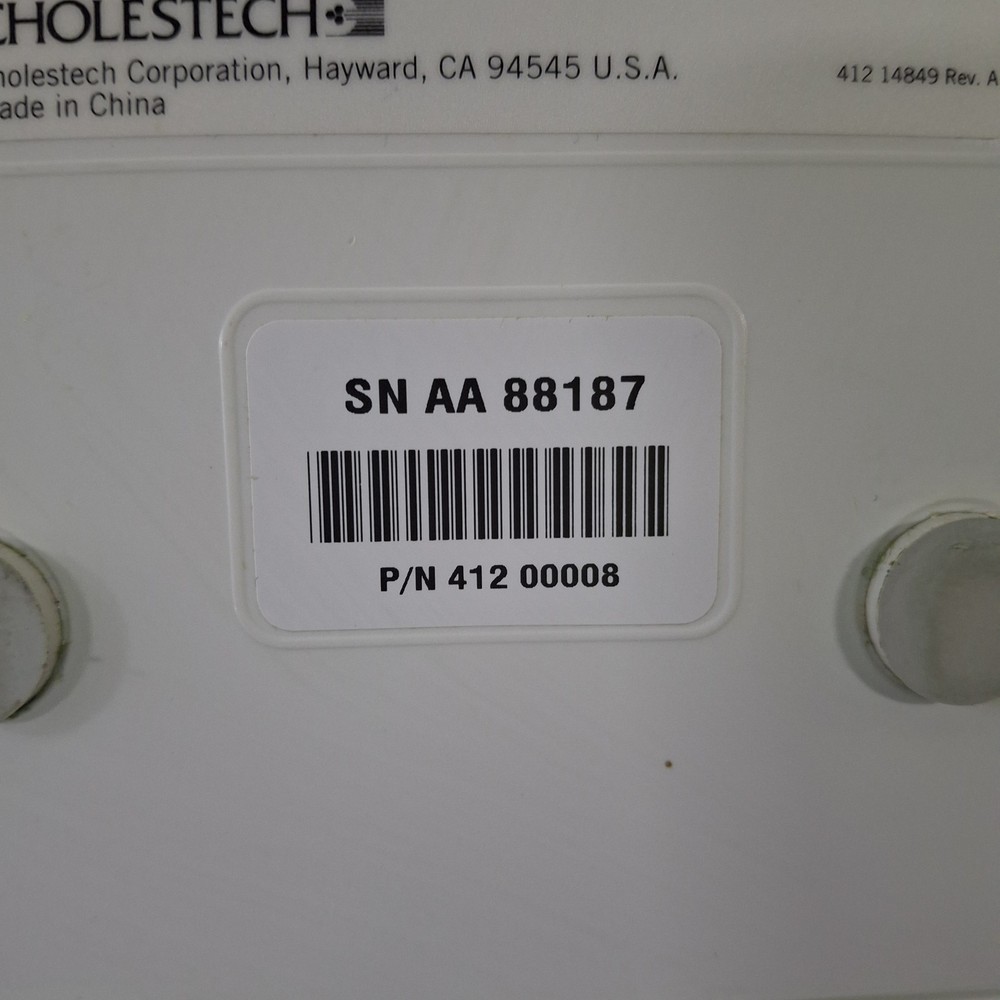 CHOLESTECH
holestech Corporation, Hayward, CA 94545 U.S.A.
412 14849 Rev. A
ade in China
SN AA 88187
P/N 412 00008